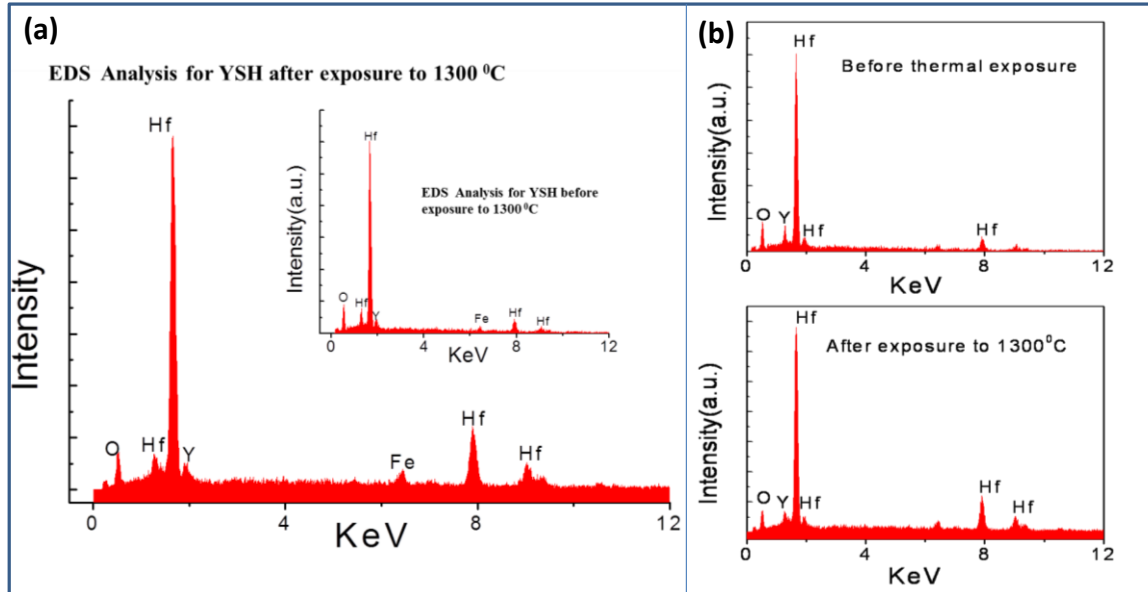 (a)
EDS Analysis for YSH after exposure to 1300 ⁰C
Hf
O
Hf
Y
Fe
Hf
Hf
Intensity
0 4 8 12
KeV
Hf
EDS Analysis for YSH before
exposure to 1300 ⁰C
O
Hf
Y
Fe
Hf
Hf
Intensity(a.u.)
0 4 8 12
KeV
(b)
Hf
Before thermal exposure
O
Y
Hf
Hf
Intensity(a.u.)
0 4 8 12
KeV
Hf
After exposure to 1300⁰C
O
Y
Hf
Hf
Hf
Intensity(a.u.)
0 4 8 12
KeV